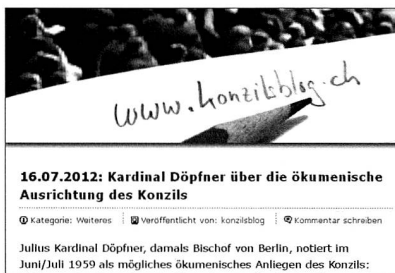 www.konzilsblog.ch
16.07.2012: Kardinal Döpfner über die ökumenische
Ausrichtung des Konzils
Kategorie: Weiteres Veröffentlicht von: konzilsblog Kommentar schreiben
Julius Kardinal Döpfner, damals Bischof von Berlin, notiert im
Juni/Juli 1959 als mögliches ökumenisches Anliegen des Konzils: